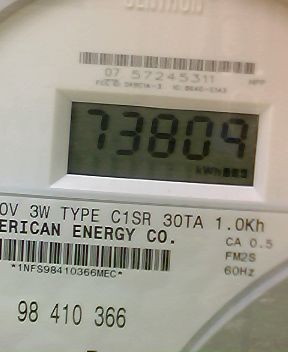 CENTRON
07 57245311
73809
kWh
0V 3W TYPE C1SR 30TA 1.0Kh
ERICAN ENERGY CO. CA 0.5
FM2S
*1NFS98410366MEC* 60Hz
98 410 366